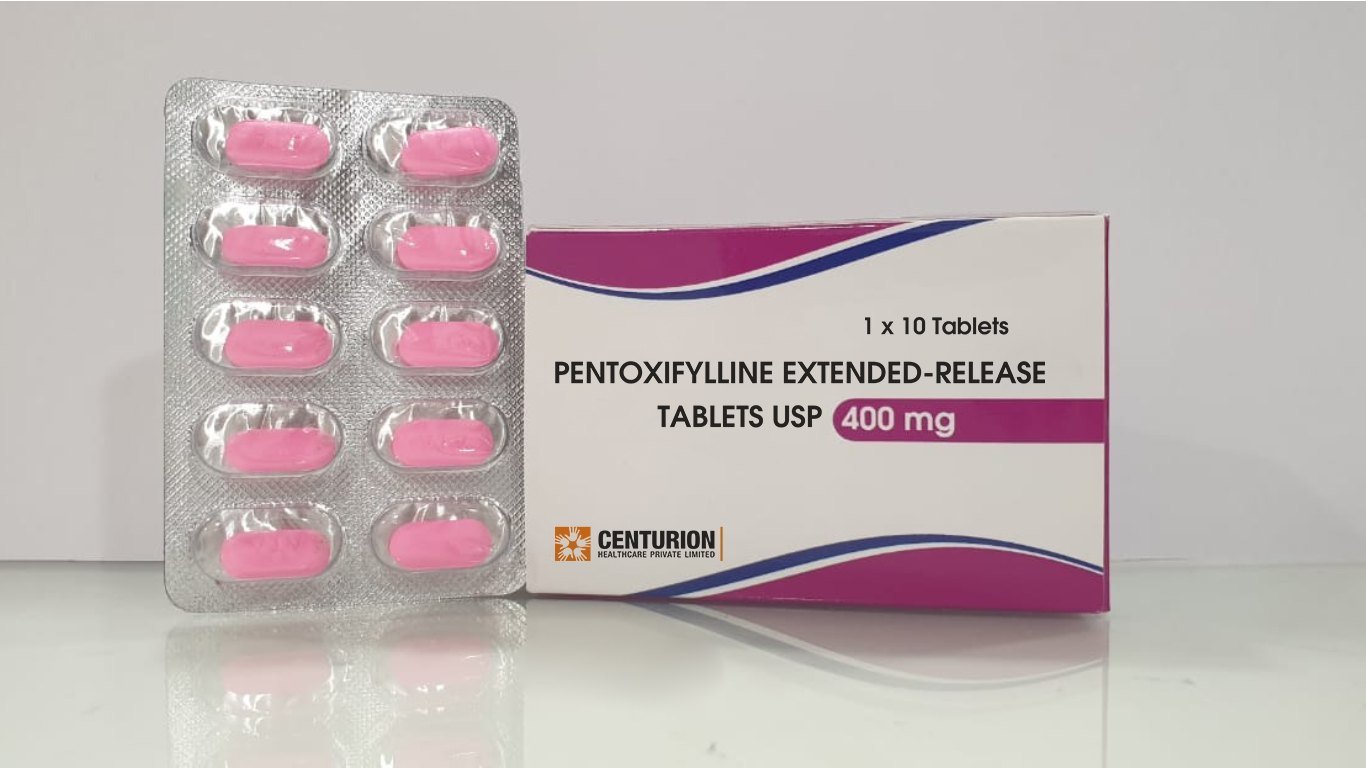 1 x 10 Tablets
PENTOXIFYLLINE EXTENDED-RELEASE
TABLETS USP 400 mg
CENTURION
HEALTHCARE PRIVATE LIMITED